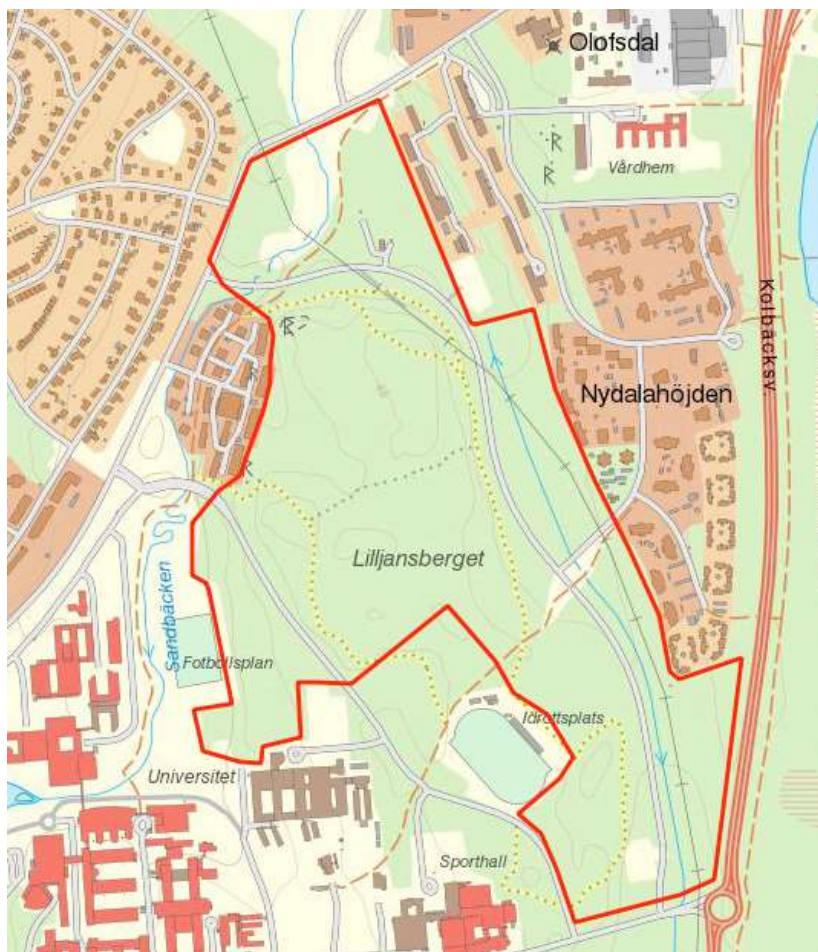 Olofsdal
R
R
Vårdhem
Kolbäcksv.
R
Nydalahöjden
R
Lilljansberget
Sandbäcken
Fotbollsplan
Idrottsplats
Universitet
Sporthall